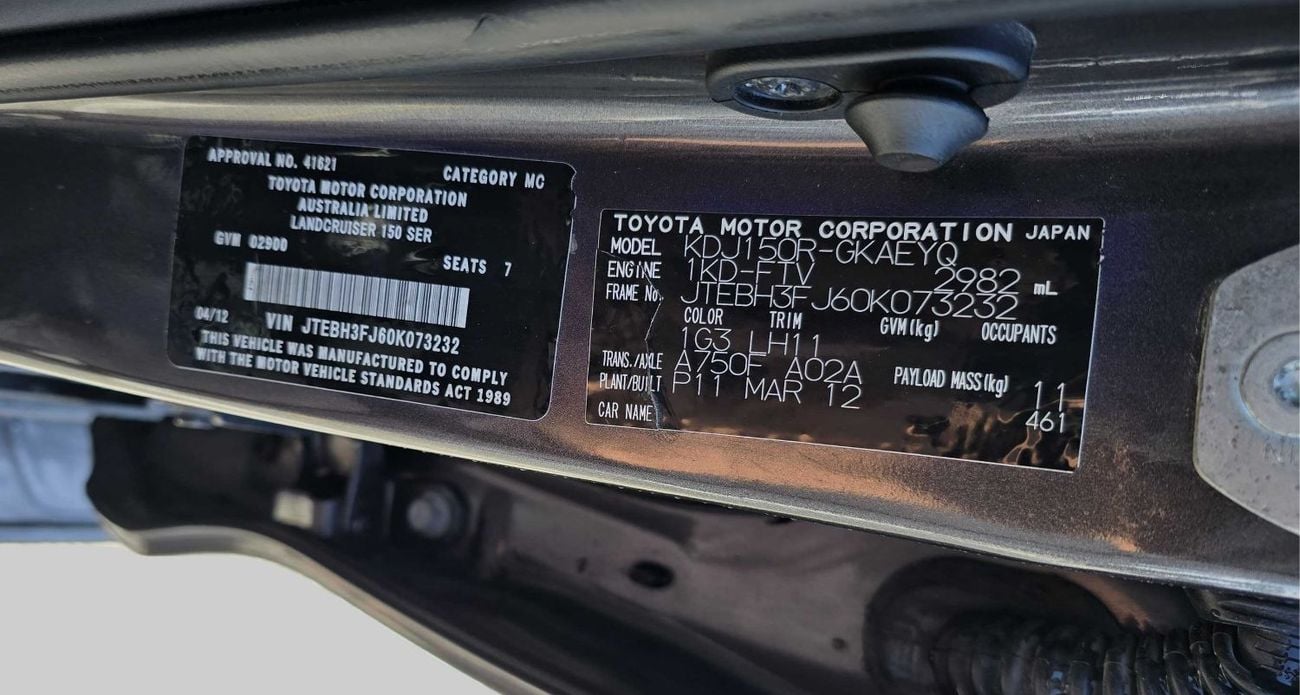 APPROVAL NO. 41621 CATEGORY MC
TOYOTA MOTOR CORPORATION
AUSTRALIA LIMITED
LANDCRUISER 150 SER
GVM 02900 SEATS 7
04/12 VIN JTEBH3FJ60K073232
THIS VEHICLE WAS MANUFACTURED TO COMPLY
WITH THE MOTOR VEHICLE STANDARDS ACT 1989
TOYOTA MOTOR CORPORATION JAPAN
MODEL KDJ150R-GKAEYQ
ENGINE 1KD-FTV 2982 mL
FRAME No. JTEBH3FJ60K073232
COLOR TRIM GVM(kg) OCCUPANTS
1G3 LH11
TRANS./AXLE A750F A02A
PLANT/BUILT P11 MAR 12 PAYLOAD MASS(kg) 11
CAR NAME 461